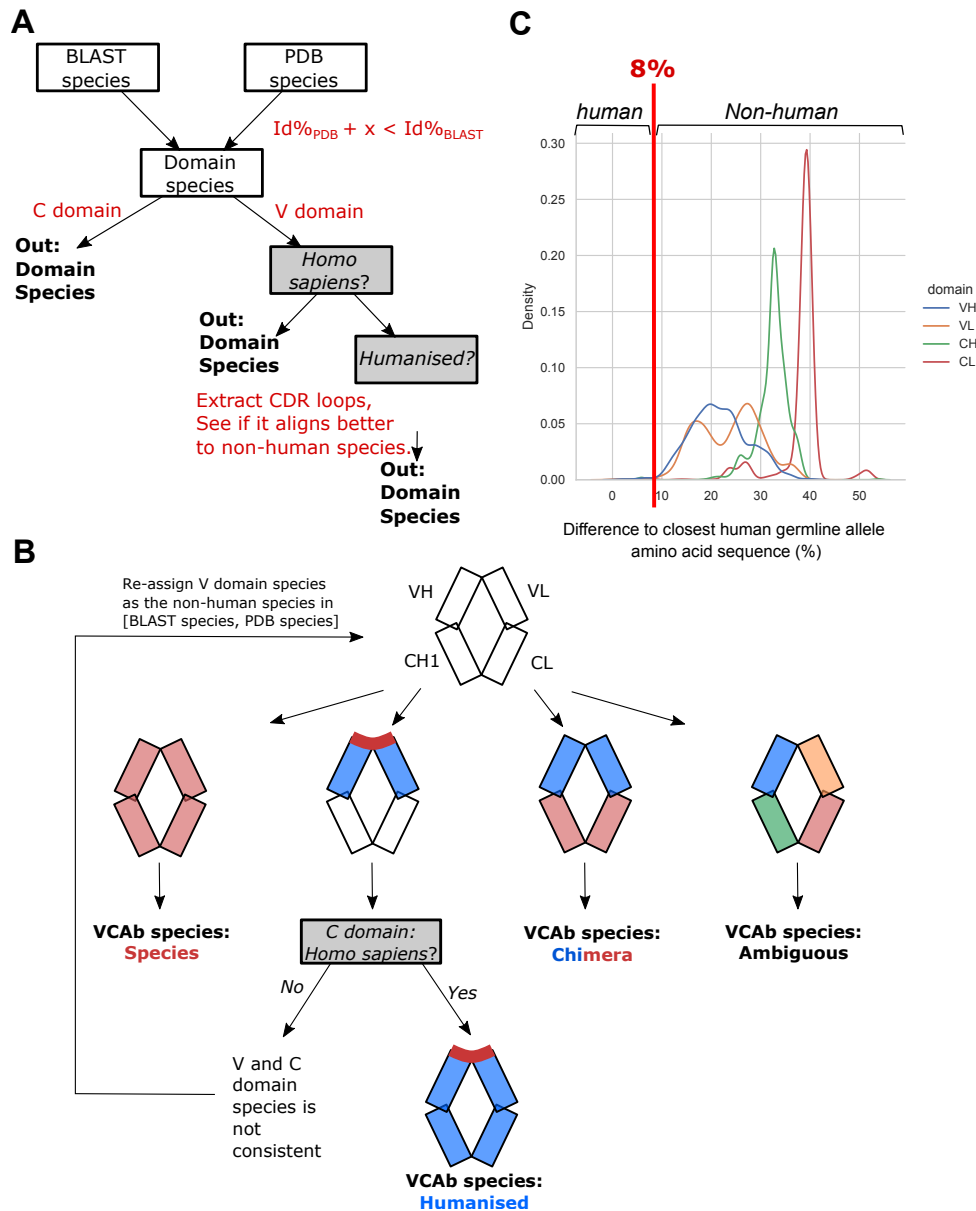 A
BLAST
species
PDB
species
Id%PDB + x < Id%BLAST
Domain
species
C domain
V domain
Out:
Domain
Species
Homo
sapiens?
Out:
Domain
Species
Humanised?
Extract CDR loops,
See if it aligns better
to non-human species.
Out:
Domain
Species
C
8%
human
Non-human
0.30
0.25
0.20
0.15
0.10
0.05
0.00
Density
0
10
20
30
40
50
domain
VH
VL
CH
CL
Difference to closest human germline allele
amino acid sequence (%)
B
Re-assign V domain species
as the non-human species in
[BLAST species, PDB species]
VH
VL
CH1
CL
VCAb species:
Species
C domain:
Homo sapiens?
VCAb species:
Chimera
VCAb species:
Ambiguous
No
Yes
V and C
domain
species is
not
consistent
VCAb species:
Humanised